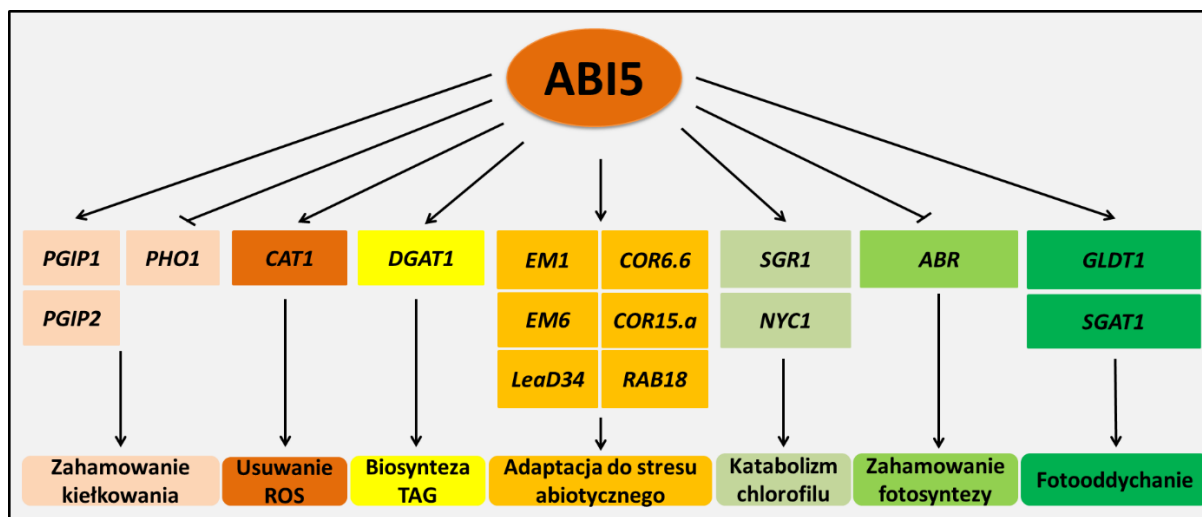 ABI5
PGIP1 PHO1 CAT1 DGAT1 EM1 COR6.6 SGR1 ABR GLDT1
PGIP2 EM6 COR15.a NYC1 SGAT1
LeaD34 RAB18
Zahamowanie
kiełkowania
Usuwanie
ROS
Biosynteza
TAG
Adaptacja do stresu
abiotycznego
Katabolizm
chlorofilu
Zahamowanie
fotosyntezy
Fotooddychanie